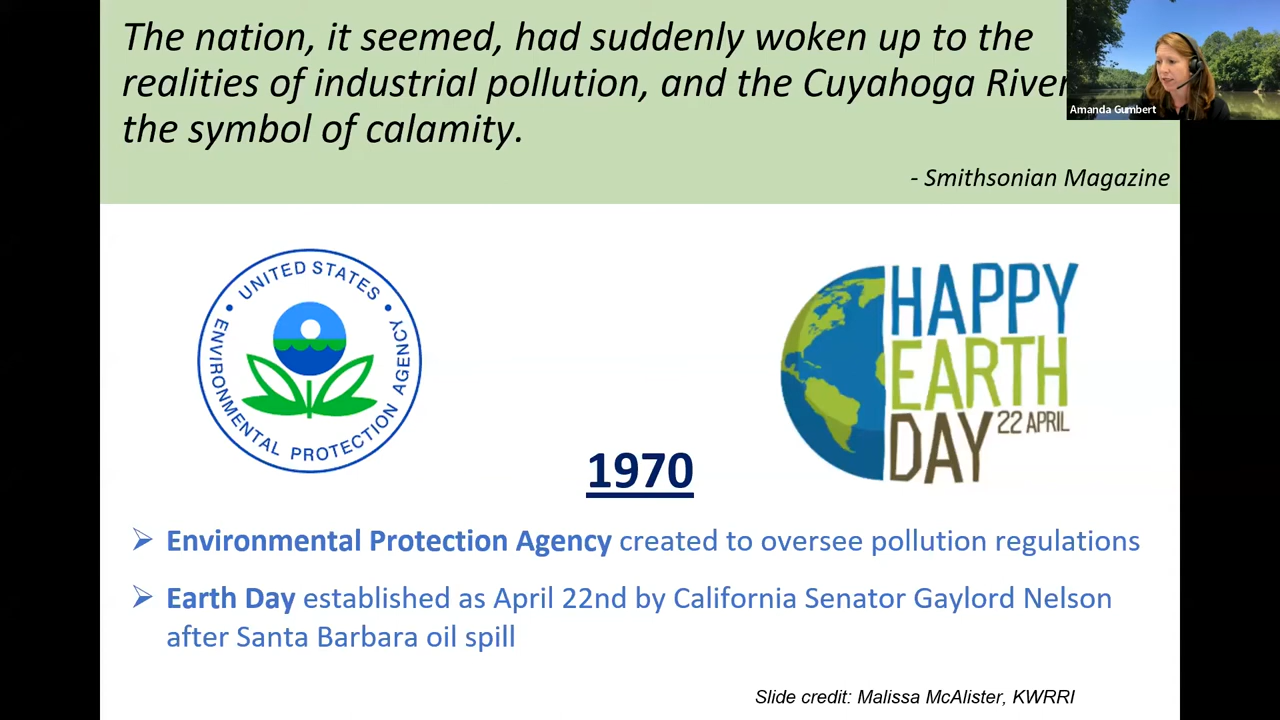 The nation, it seemed, had suddenly woken up to the
realities of industrial pollution, and the Cuyahoga River
the symbol of calamity.
- Smithsonian Magazine
Amanda Gumbert
UNITED STATES
ENVIRONMENTAL PROTECTION AGENCY
HAPPY
EARTH
DAY 22 APRIL
1970
Environmental Protection Agency created to oversee pollution regulations
Earth Day established as April 22nd by California Senator Gaylord Nelson
after Santa Barbara oil spill
Slide credit: Malissa McAlister, KWRRI